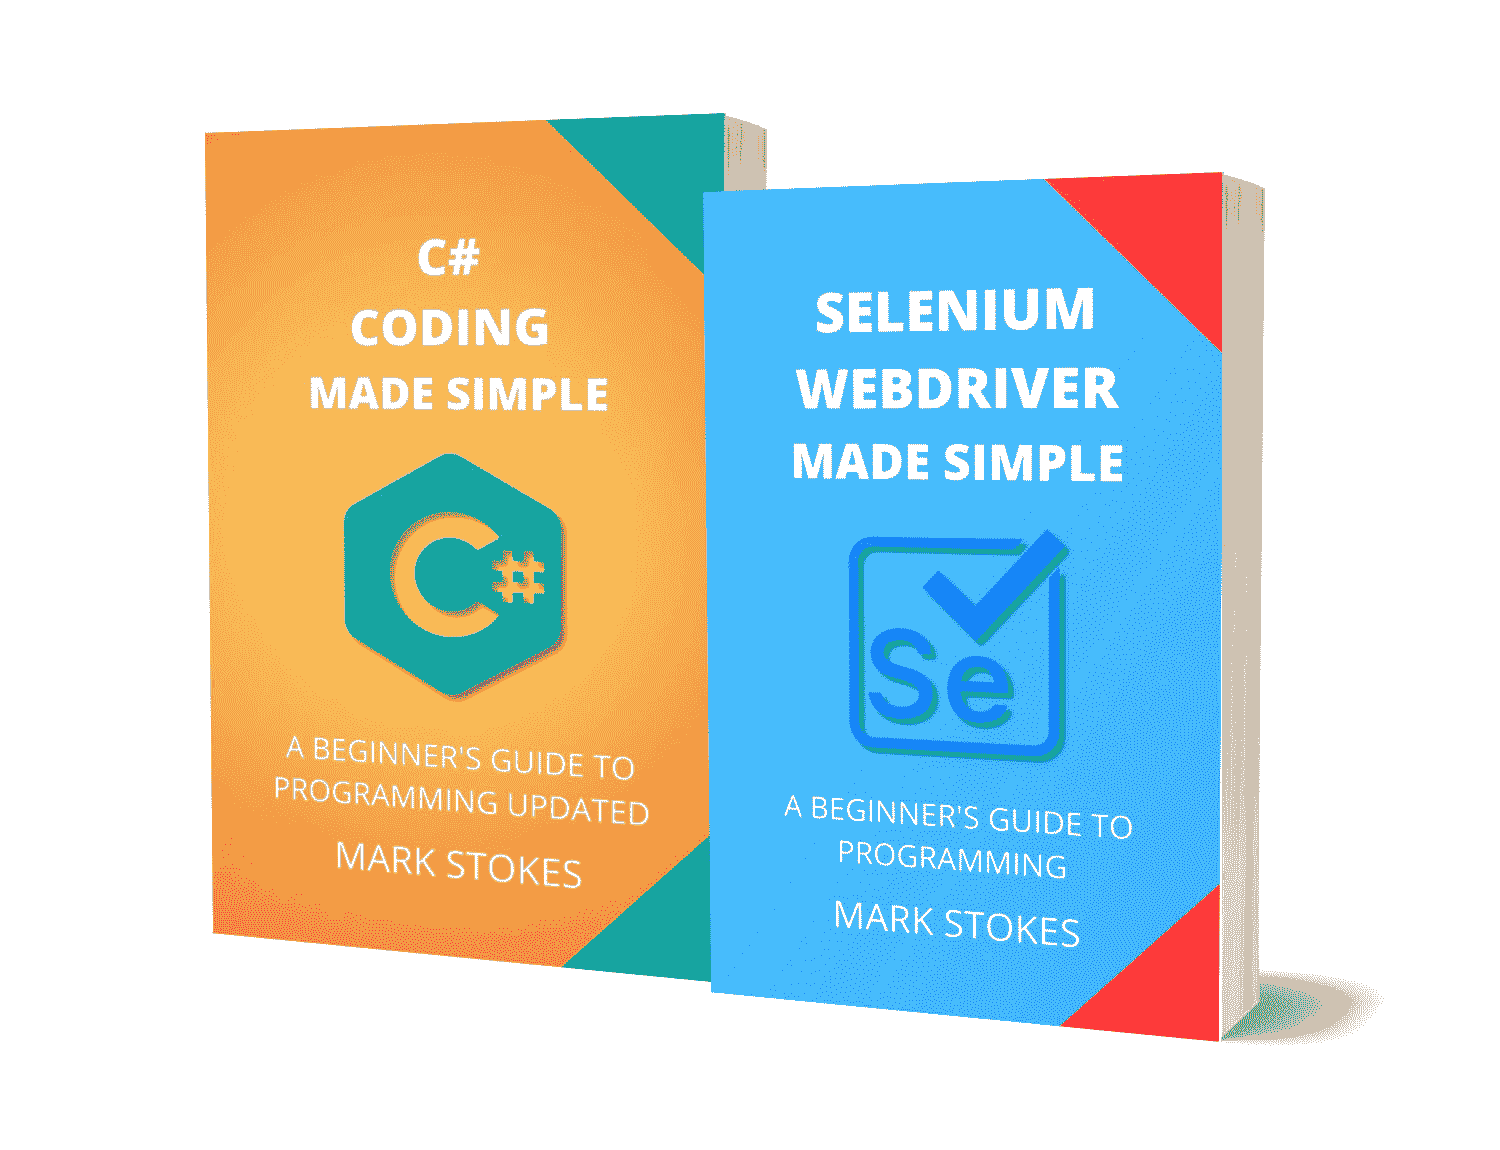 C#
CODING
MADE SIMPLE
C#
A BEGINNER'S GUIDE TO
PROGRAMMING UPDATED
MARK STOKES
SELENIUM
WEBDRIVER
MADE SIMPLE
Se
A BEGINNER'S GUIDE TO
PROGRAMMING
MARK STOKES